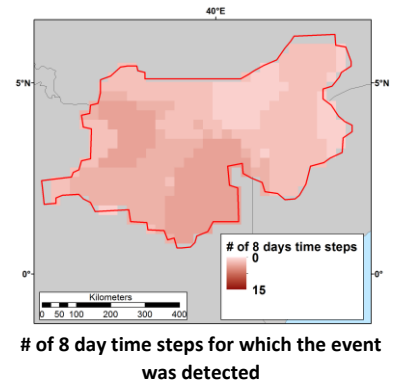 40°E
5°N
5°N
# of 8 days time steps
0
15
0°
0°
Kilometers
0 50 100 200 300 400
# of 8 day time steps for which the event
was detected